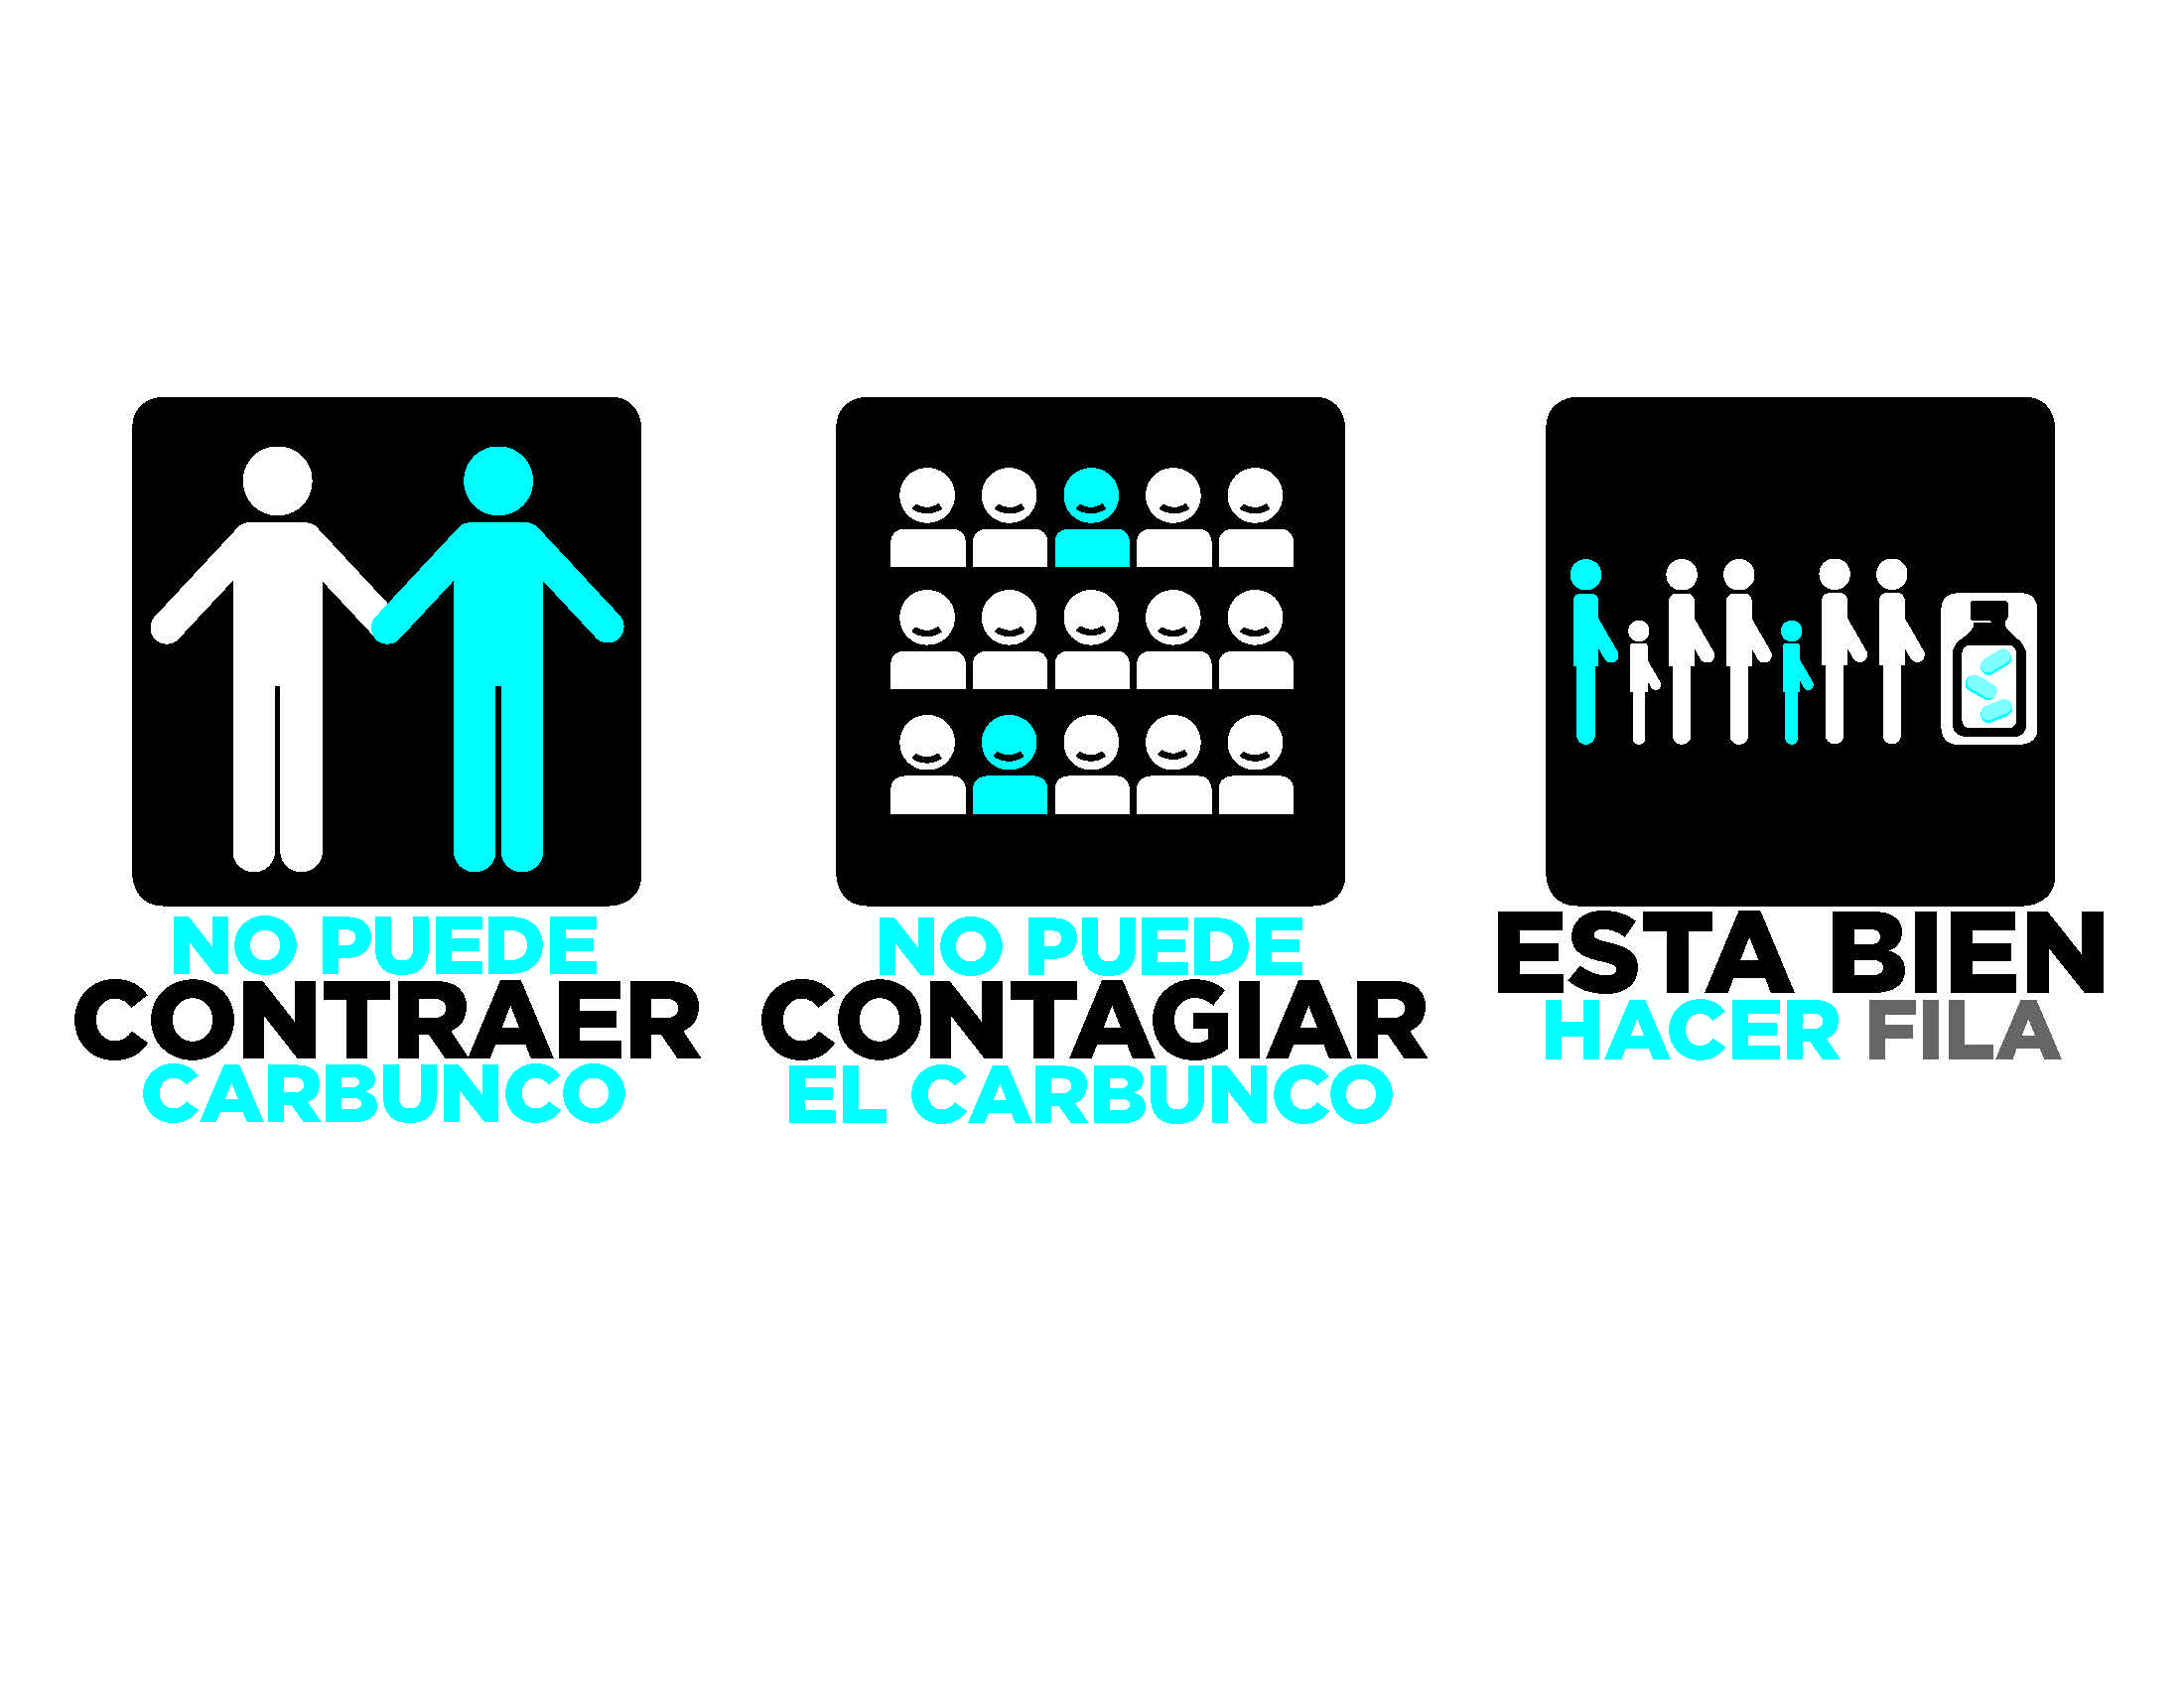 NO PUEDE
CONTRAER
CARBUNCO
NO PUEDE
CONTAGIAR
EL CARBUNCO
ESTA BIEN
HACER FILA